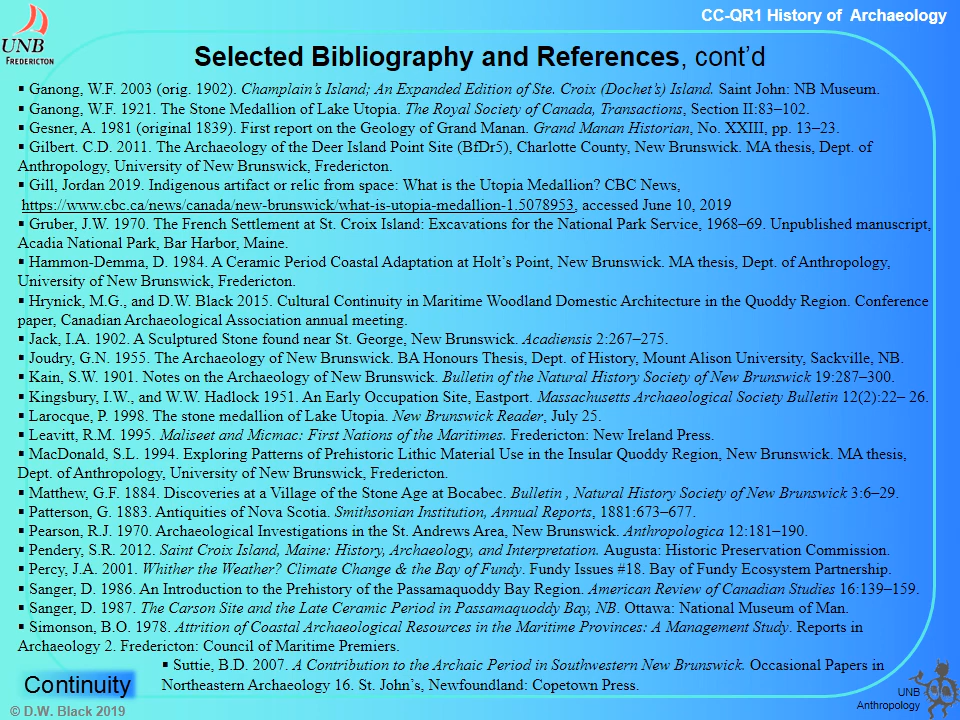 CC-QR1 History of Archaeology
UNB
FREDERICTON
Selected Bibliography and References, cont’d
▪ Ganong, W.F. 2003 (orig. 1902). Champlain’s Island; An Expanded Edition of Ste. Croix (Dochet’s) Island. Saint John: NB Museum.
▪ Ganong, W.F. 1921. The Stone Medallion of Lake Utopia. The Royal Society of Canada, Transactions, Section II:83–102.
▪ Gesner, A. 1981 (original 1839). First report on the Geology of Grand Manan. Grand Manan Historian, No. XXIII, pp. 13–23.
▪ Gilbert. C.D. 2011. The Archaeology of the Deer Island Point Site (BfDr5), Charlotte County, New Brunswick. MA thesis, Dept. of
Anthropology, University of New Brunswick, Fredericton.
▪ Gill, Jordan 2019. Indigenous artifact or relic from space: What is the Utopia Medallion? CBC News,
https://www.cbc.ca/news/canada/new-brunswick/what-is-utopia-medallion-1.5078953, accessed June 10, 2019
▪ Gruber, J.W. 1970. The French Settlement at St. Croix Island: Excavations for the National Park Service, 1968–69. Unpublished manuscript,
Acadia National Park, Bar Harbor, Maine.
▪ Hammon-Demma, D. 1984. A Ceramic Period Coastal Adaptation at Holt’s Point, New Brunswick. MA thesis, Dept. of Anthropology,
University of New Brunswick, Fredericton.
▪ Hrynick, M.G., and D.W. Black 2015. Cultural Continuity in Maritime Woodland Domestic Architecture in the Quoddy Region. Conference
paper, Canadian Archaeological Association annual meeting.
▪ Jack, I.A. 1902. A Sculptured Stone found near St. George, New Brunswick. Acadiensis 2:267–275.
▪ Joudry, G.N. 1955. The Archaeology of New Brunswick. BA Honours Thesis, Dept. of History, Mount Alison University, Sackville, NB.
▪ Kain, S.W. 1901. Notes on the Archaeology of New Brunswick. Bulletin of the Natural History Society of New Brunswick 19:287–300.
▪ Kingsbury, I.W., and W.W. Hadlock 1951. An Early Occupation Site, Eastport. Massachusetts Archaeological Society Bulletin 12(2):22– 26.
▪ Larocque, P. 1998. The stone medallion of Lake Utopia. New Brunswick Reader, July 25.
▪ Leavitt, R.M. 1995. Maliseet and Micmac: First Nations of the Maritimes. Fredericton: New Ireland Press.
▪ MacDonald, S.L. 1994. Exploring Patterns of Prehistoric Lithic Material Use in the Insular Quoddy Region, New Brunswick. MA thesis,
Dept. of Anthropology, University of New Brunswick, Fredericton.
▪ Matthew, G.F. 1884. Discoveries at a Village of the Stone Age at Bocabec. Bulletin , Natural History Society of New Brunswick 3:6–29.
▪ Patterson, G. 1883. Antiquities of Nova Scotia. Smithsonian Institution, Annual Reports, 1881:673–677.
▪ Pearson, R.J. 1970. Archaeological Investigations in the St. Andrews Area, New Brunswick. Anthropologica 12:181–190.
▪ Pendery, S.R. 2012. Saint Croix Island, Maine: History, Archaeology, and Interpretation. Augusta: Historic Preservation Commission.
▪ Percy, J.A. 2001. Whither the Weather? Climate Change & the Bay of Fundy. Fundy Issues #18. Bay of Fundy Ecosystem Partnership.
▪ Sanger, D. 1986. An Introduction to the Prehistory of the Passamaquoddy Bay Region. American Review of Canadian Studies 16:139–159.
▪ Sanger, D. 1987. The Carson Site and the Late Ceramic Period in Passamaquoddy Bay, NB. Ottawa: National Museum of Man.
▪ Simonson, B.O. 1978. Attrition of Coastal Archaeological Resources in the Maritime Provinces: A Management Study. Reports in
Archaeology 2. Fredericton: Council of Maritime Premiers.
▪ Suttie, B.D. 2007. A Contribution to the Archaic Period in Southwestern New Brunswick. Occasional Papers in
Northeastern Archaeology 16. St. John’s, Newfoundland: Copetown Press.
Continuity
© D.W. Black 2019
UNB
Anthropology